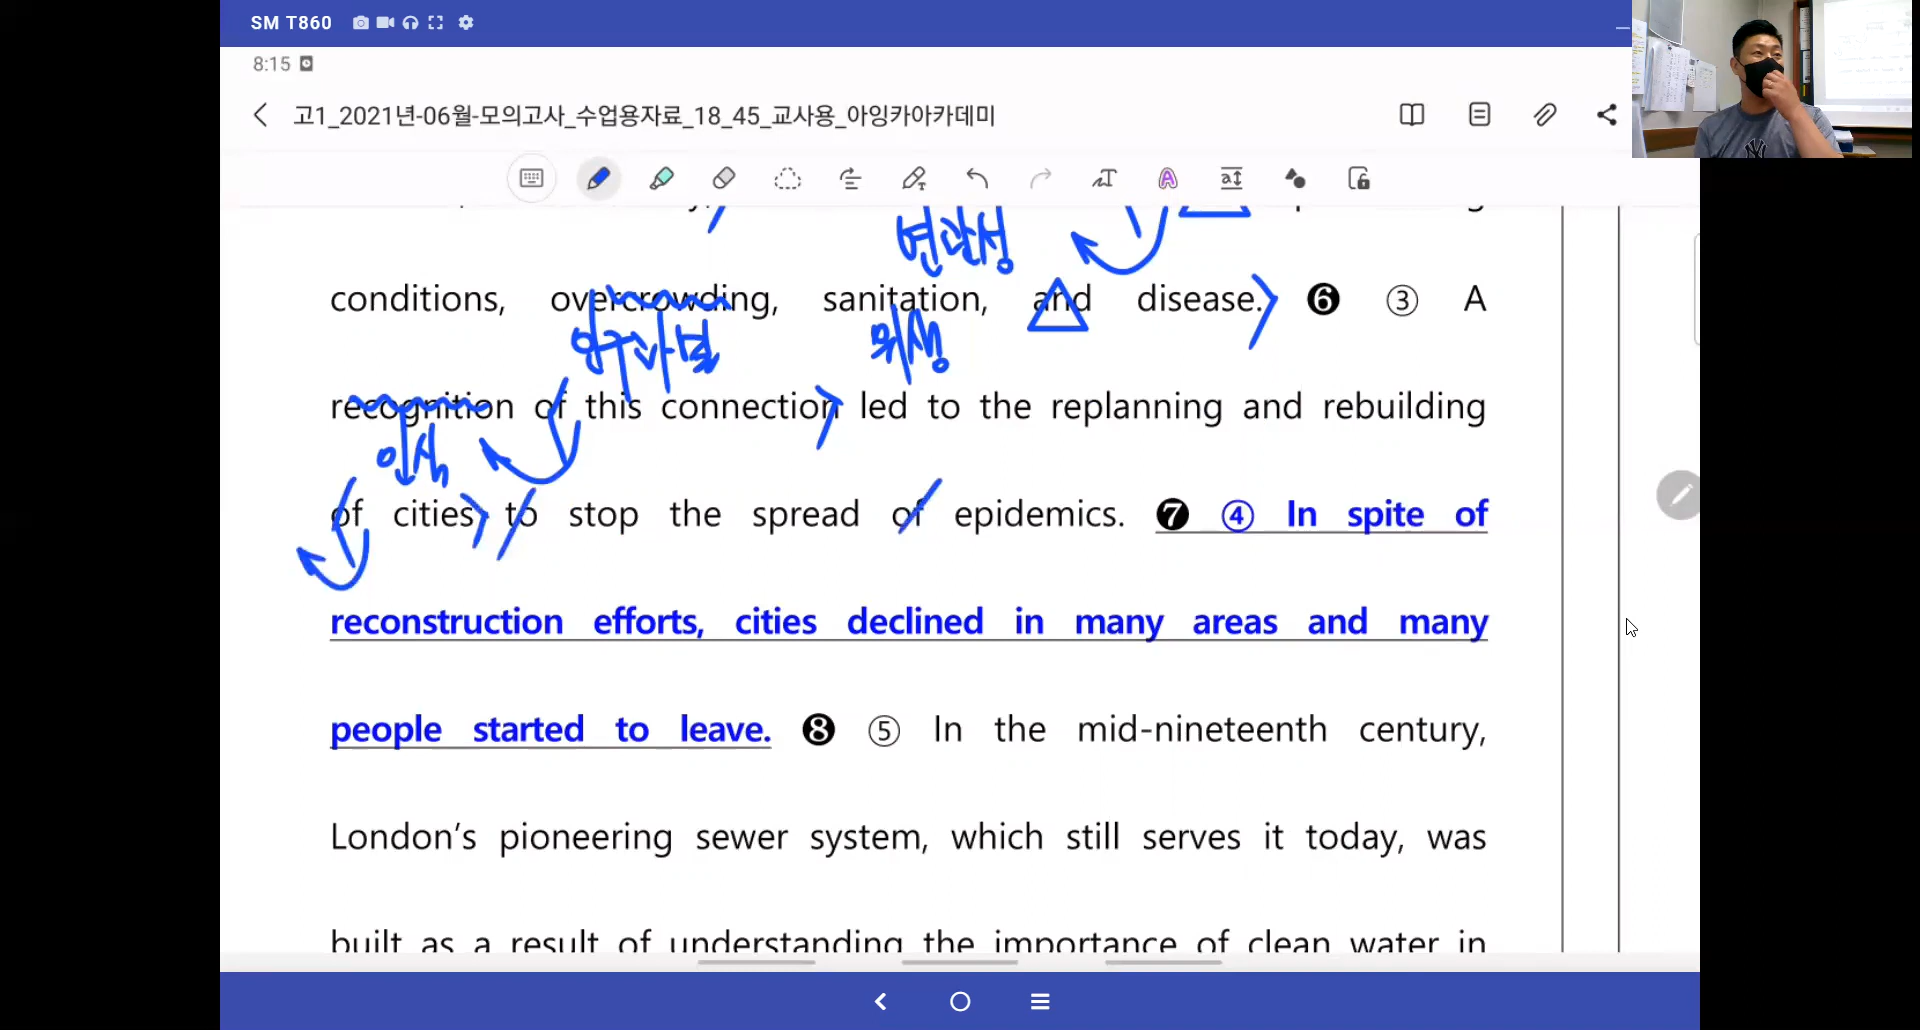 SM T860
8:15
고1_2021년-06월-모의고사_수업용자료_18_45_교사용_아잉카아카데미
연관성
conditions, overcrowding, sanitation, and disease. ❻ ③ A
인구과밀 위생
recognition of this connection led to the replanning and rebuilding
인식
of cities to stop the spread of epidemics. ❼ ④ In spite of
reconstruction efforts, cities declined in many areas and many
people started to leave. ❽ ⑤ In the mid-nineteenth century,
London's pioneering sewer system, which still serves it today, was
built as a result of understanding the importance of clean water in